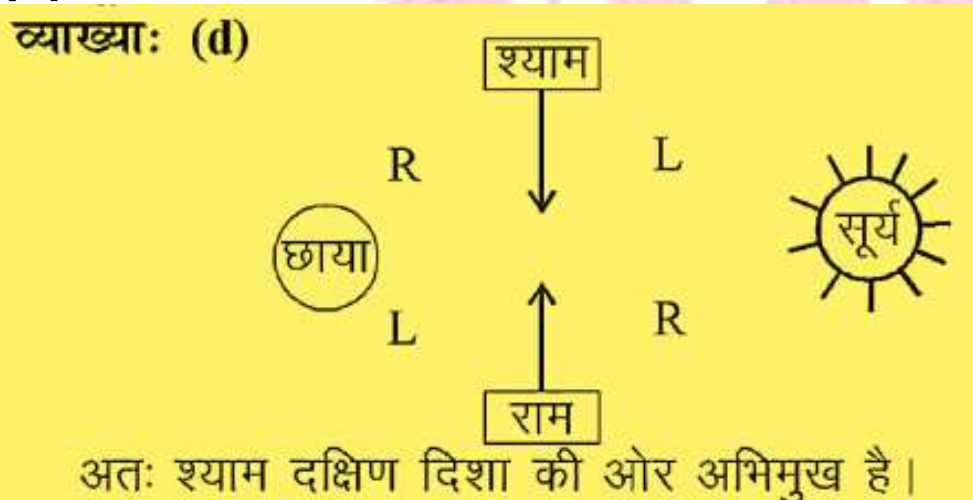 व्याख्या: (d)
श्याम
R L
छाया सूर्य
L R
राम
अतः श्याम दक्षिण दिशा की ओर अभिमुख है।